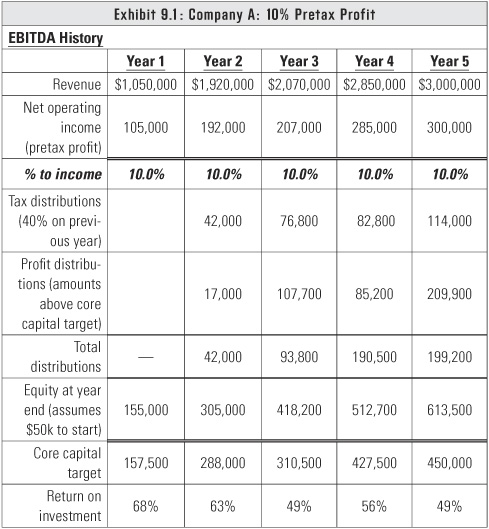 Exhibit 9.1: Company A: 10% Pretax Profit
EBITDA History
Year 1 Year 2 Year 3 Year 4 Year 5
Revenue $1,050,000 $1,920,000 $2,070,000 $2,850,000 $3,000,000
Net operating
income 105,000 192,000 207,000 285,000 300,000
(pretax profit)
% to income 10.0% 10.0% 10.0% 10.0% 10.0%
Tax distributions
(40% on previ- 42,000 76,800 82,800 114,000
ous year)
Profit distribu-
tions (amounts
above core 17,000 107,700 85,200 209,900
capital target)
Total
distributions — 42,000 93,800 190,500 199,200
Equity at year
end (assumes 155,000 305,000 418,200 512,700 613,500
$50k to start)
Core capital
target 157,500 288,000 310,500 427,500 450,000
Return on
investment 68% 63% 49% 56% 49%